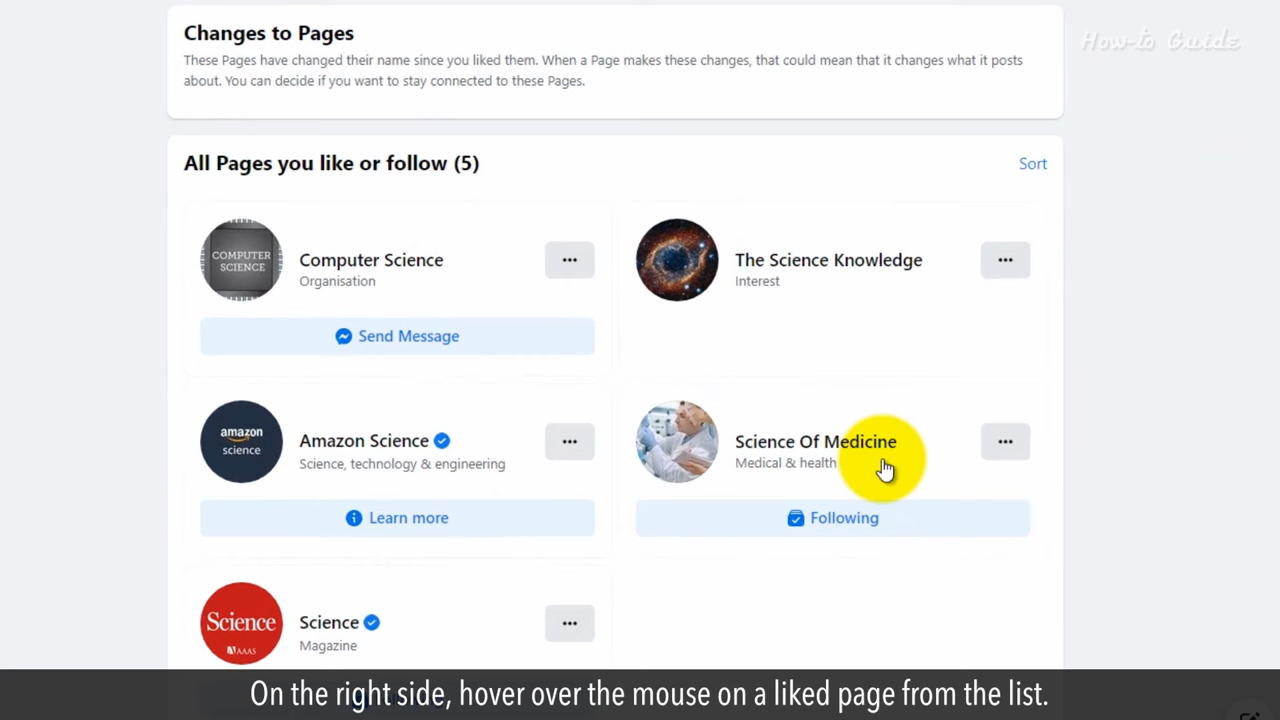 How-to Guide
Changes to Pages
These Pages have changed their name since you liked them. When a Page makes these changes, that could mean that it changes what it posts
about. You can decide if you want to stay connected to these Pages.
All Pages you like or follow (5)
Sort
COMPUTER
SCIENCE
Computer Science
Organisation
Send Message
The Science Knowledge
Interest
amazon
science
Amazon Science
Science, technology & engineering
Learn more
Science Of Medicine
Medical & health
Following
Science
AAAS
Science
Magazine
On the right side, hover over the mouse on a liked page from the list.